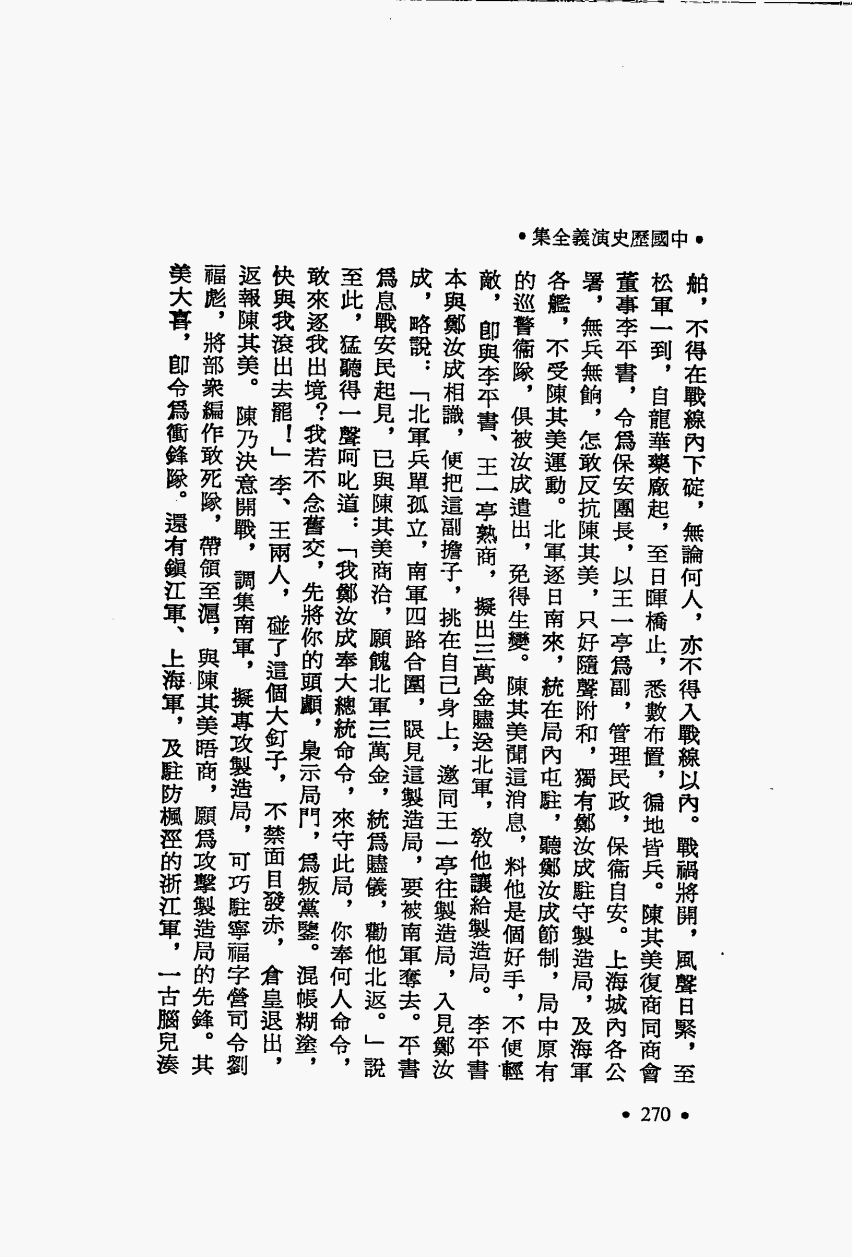 •中國歷史演義全集•
舶，不得在戰線內下碇，無論何人，亦不得入戰線以內。戰禍將開，風聲日緊，至
松軍一到，自龍華藥廠起，至日暉橋止，悉數布置，徧地皆兵。陳其美復商同商會
董事李平書，令爲保安團長，以王一亭爲副，管理民政，保衞自安。上海城內各公
署，無兵無餉，怎敢反抗陳其美，只好隨聲附和，獨有鄭汝成駐守製造局，及海軍
各艦，不受陳其美運動。北軍逐日南來，統在局內屯駐，聽鄭汝成節制，局中原有
的巡警衞隊，俱被汝成遣出，免得生變。陳其美聞這消息，料他是個好手，不便輕
敵，卽與李平書、王一亭熟商，擬出三萬金贐送北軍，敎他讓給製造局。李平書
本與鄭汝成相識，便把這副擔子，挑在自己身上，邀同王一亭往製造局，入見鄭汝
成，略說：「北軍兵單孤立，南軍四路合圍，眼見這製造局，要被南軍奪去。平書
爲息戰安民起見，已與陳其美商洽，願餽北軍三萬金，統爲贐儀，勸他北返。」說
至此，猛聽得一聲呵叱道：「我鄭汝成奉大總統命令，來守此局，你奉何人命令，
敢來逐我出境？我若不念舊交，先將你的頭顱，梟示局門，爲叛黨鑒。混帳糊塗，
快與我滾出去罷！」李、王兩人，碰了這個大釘子，不禁面目發赤，倉皇退出，
返報陳其美。陳乃決意開戰，調集南軍，擬專攻製造局，可巧駐寧福字營司令劉
福彪，將部衆編作敢死隊，帶領至滬，與陳其美晤商，願爲攻擊製造局的先鋒。其
美大喜，卽令爲衝鋒隊。還有鎭江軍、上海軍，及駐防楓涇的浙江軍，一古腦兒湊
•270•